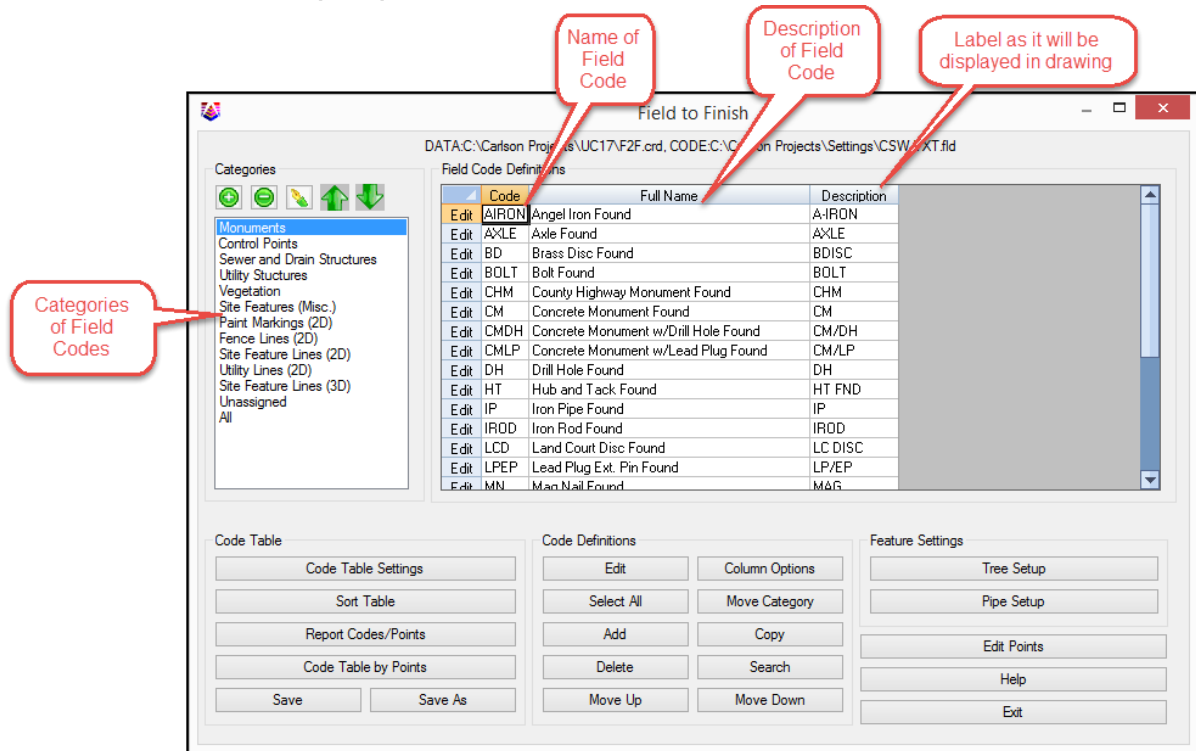 Name of
Field
Code
Description
of Field
Code
Label as it will be
displayed in drawing
Field to Finish
DATA:C:\Carlson Projects\UC17\F2F.crd, CODE:C:\ on Projects\Settings\CSW XT.fld
Categories
Field Code Definitions
Code Full Name Description
Edit AIRON Angel Iron Found A-IRON
Edit AXLE Axle Found AXLE
Edit BD Brass Disc Found BDISC
Edit BOLT Bolt Found BOLT
Edit CHM County Highway Monument Found CHM
Edit CM Concrete Monument Found CM
Edit CMDH Concrete Monument w/Drill Hole Found CM/DH
Edit CMLP Concrete Monument w/Lead Plug Found CM/LP
Edit DH Drill Hole Found DH
Edit HT Hub and Tack Found HT FND
Edit IP Iron Pipe Found IP
Edit IROD Iron Rod Found IROD
Edit LCD Land Court Disc Found LC DISC
Edit LPEP Lead Plug Ext. Pin Found LP/EP
Edit MN Mag Nail Found MAG
Monuments
Control Points
Sewer and Drain Structures
Utility Stuctures
Vegetation
Site Features (Misc.)
Paint Markings (2D)
Fence Lines (2D)
Site Feature Lines (2D)
Utility Lines (2D)
Site Feature Lines (3D)
Unassigned
All
Categories
of Field
Codes
Code Table
Code Table Settings
Sort Table
Report Codes/Points
Code Table by Points
Save Save As
Code Definitions
Edit Column Options
Select All Move Category
Add Copy
Delete Search
Move Up Move Down
Feature Settings
Tree Setup
Pipe Setup
Edit Points
Help
Exit